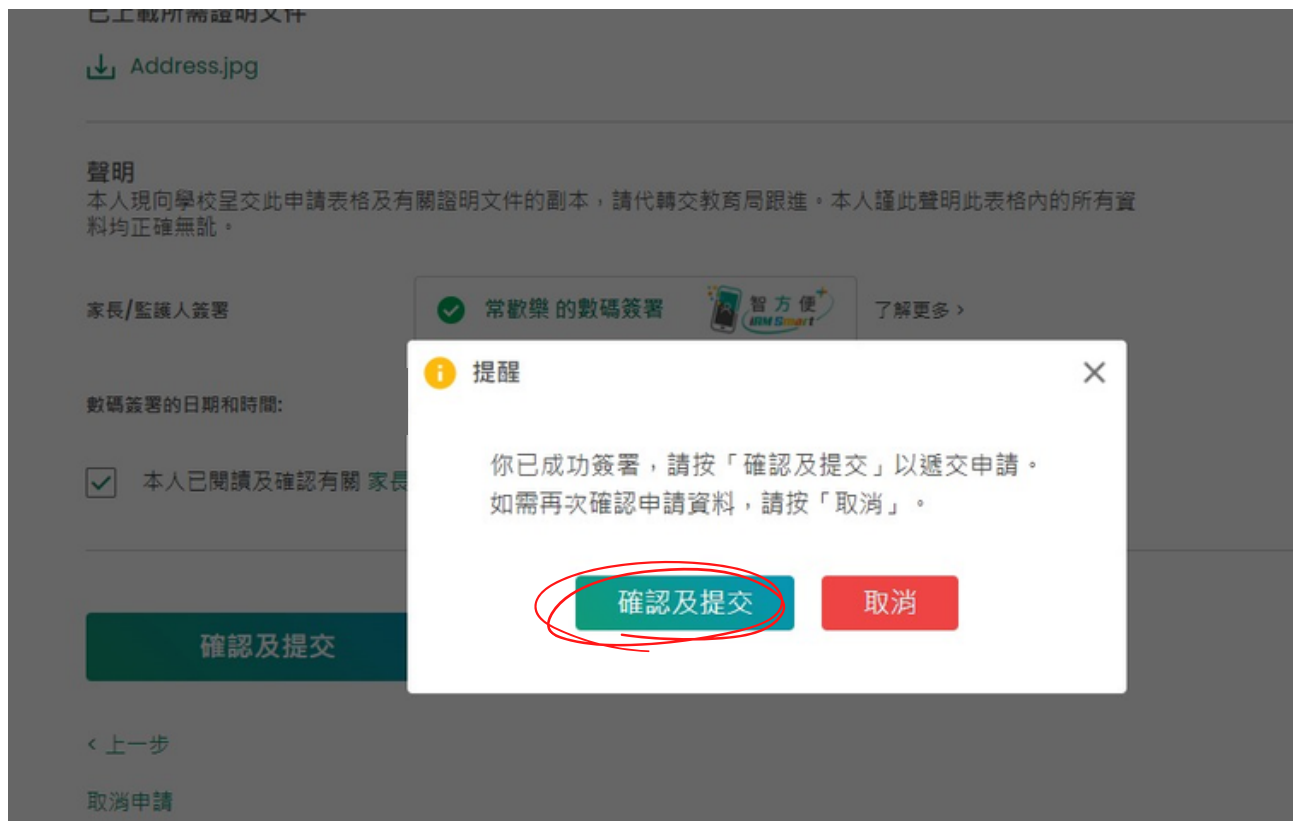 已上載所需證明文件
Address.jpg
聲明
本人現向學校呈交此申請表格及有關證明文件的副本，請代轉交教育局跟進。本人謹此聲明此表格內的所有資
料均正確無訛。
家長/監護人簽署
常歡樂 的數碼簽署
智方便
iAM Smart
了解更多 >
提醒
數碼簽署的日期和時間:
你已成功簽署，請按「確認及提交」以遞交申請。
如需再次確認申請資料，請按「取消」。
本人已閱讀及確認有關 家長
確認及提交
取消
確認及提交
< 上一步
取消申請